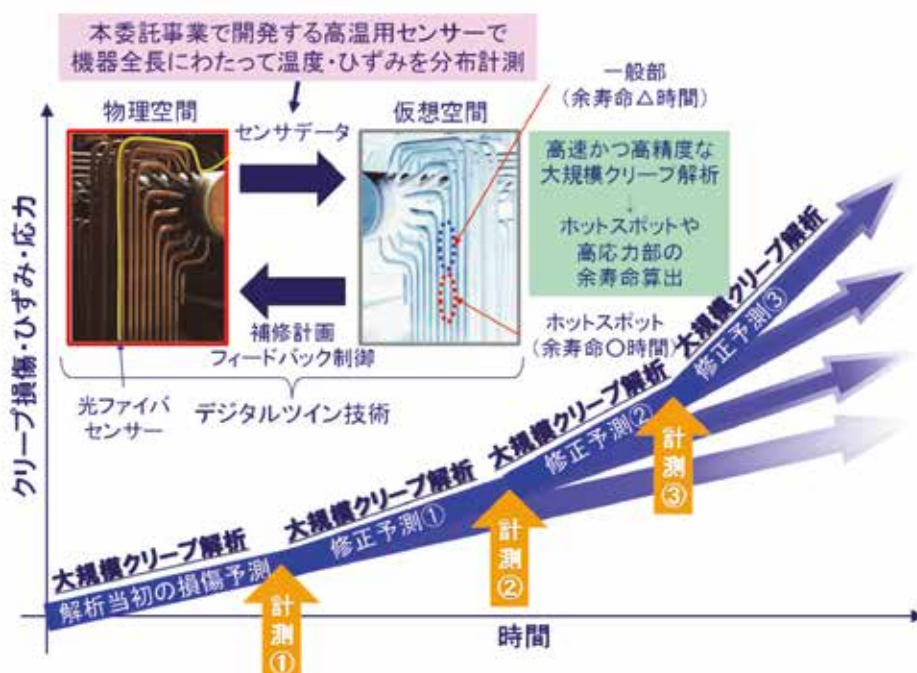 本委託事業で開発する高温用センサーで
機器全長にわたって温度・ひずみを分布計測
物理空間
センサデータ
仮想空間
一般部
(余寿命△時間)
高速かつ高精度な
大規模クリープ解析
↓
ホットスポットや
高応力部の
余寿命算出
補修計画
フィードバック制御
ホットスポット
(余寿命〇時間)
光ファイバ
センサー
デジタルツイン技術
クリープ損傷・ひずみ・応力
大規模クリープ解析
解析当初の損傷予測
大規模クリープ解析
修正予測①
大規模クリープ解析
修正予測②
大規模クリープ解析
修正予測③
計測①
計測②
計測③
時間